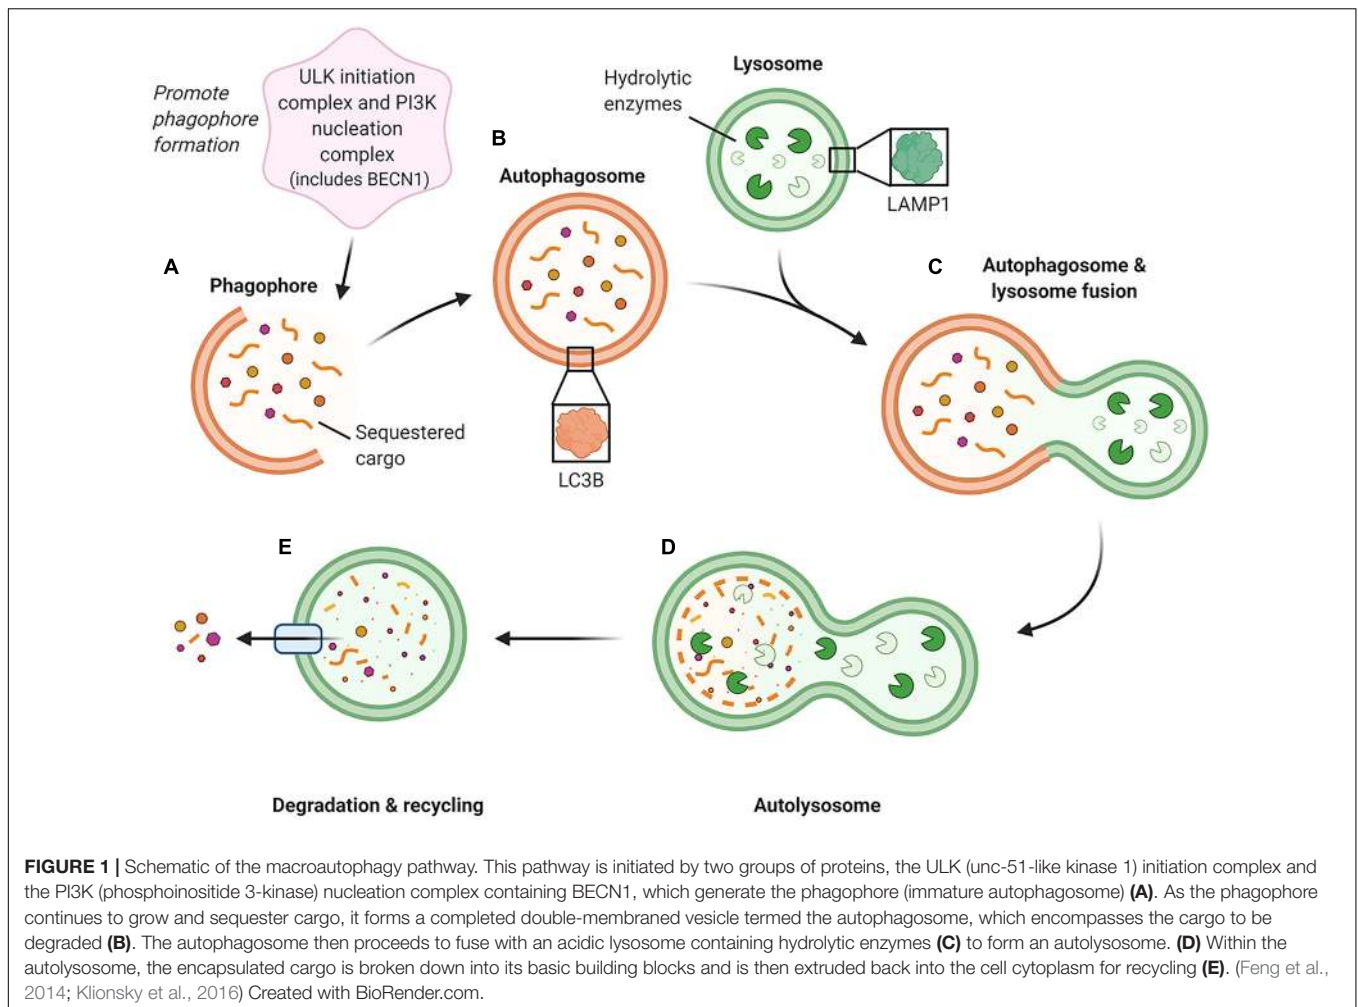 Promote
phagophore
formation
ULK initiation
complex and PI3K
nucleation
complex
(includes BECN1)
Hydrolytic
enzymes
Lysosome
LAMP1
B
Autophagosome
LC3B
A
Phagophore
Sequestered
cargo
C
Autophagosome &
lysosome fusion
E
D
Degradation & recycling
Autolysosome
FIGURE 1 | Schematic of the macroautophagy pathway. This pathway is initiated by two groups of proteins, the ULK (unc-51-like kinase 1) initiation complex and
the PI3K (phosphoinositide 3-kinase) nucleation complex containing BECN1, which generate the phagophore (immature autophagosome) (A). As the phagophore
continues to grow and sequester cargo, it forms a completed double-membraned vesicle termed the autophagosome, which encompasses the cargo to be
degraded (B). The autophagosome then proceeds to fuse with an acidic lysosome containing hydrolytic enzymes (C) to form an autolysosome. (D) Within the
autolysosome, the encapsulated cargo is broken down into its basic building blocks and is then extruded back into the cell cytoplasm for recycling (E). (Feng et al.,
2014; Klionsky et al., 2016) Created with BioRender.com.